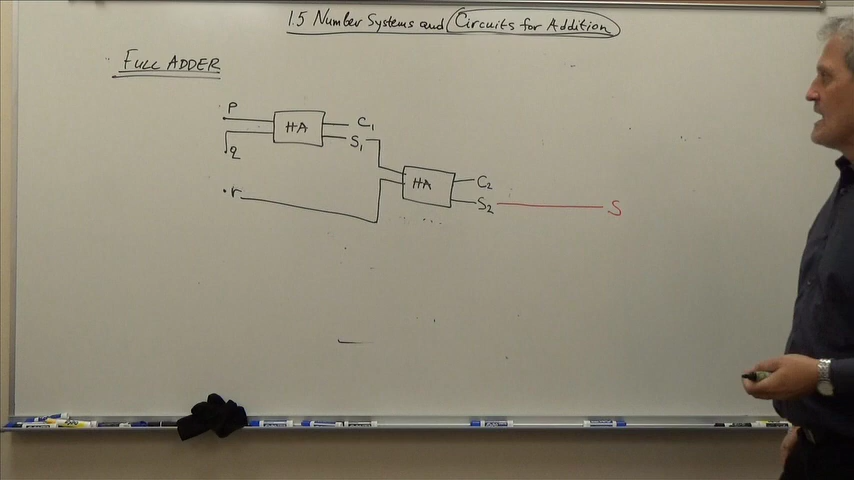 1.5 Number Systems and Circuits for Addition
FULL ADDER
P
HA
C1
S1
q
HA
C2
r
S2
S